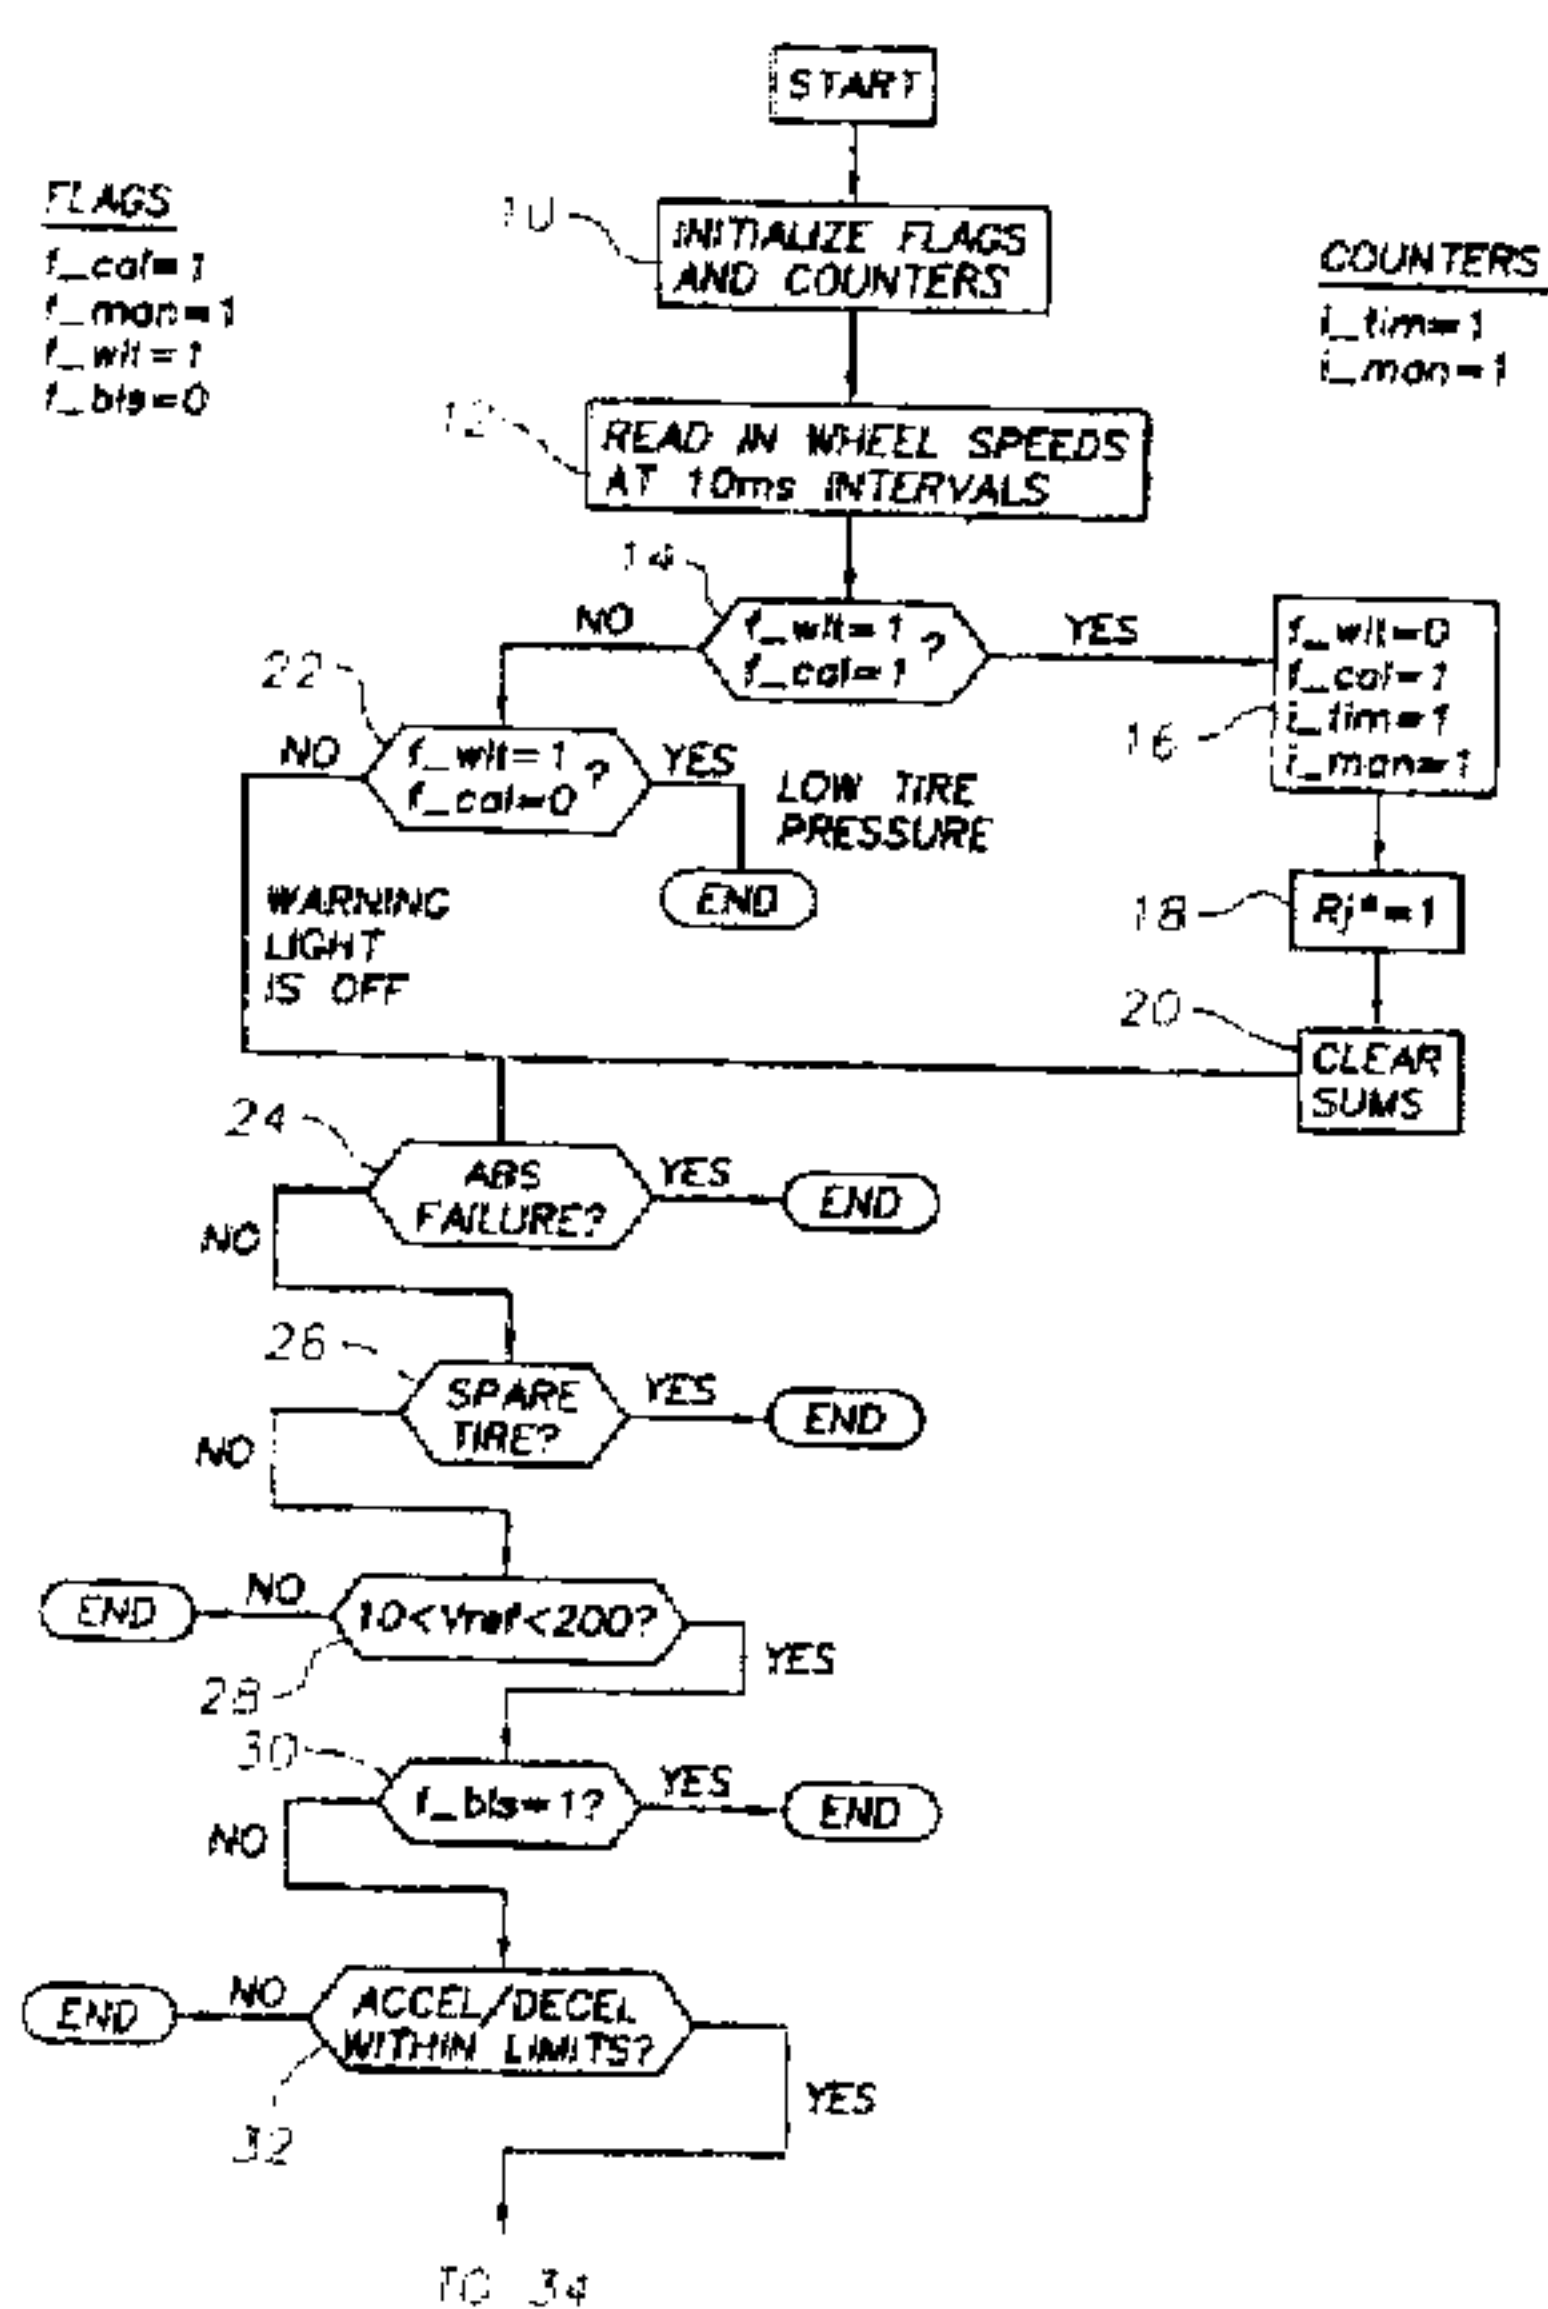 START
FLAGS
f_cal=1
f_man=1
f_wlt=1
f_bls=0
10
INITIALIZE FLAGS
AND COUNTERS
COUNTERS
i_tim=1
i_man=1
12
READ IN WHEEL SPEEDS
AT 10ms INTERVALS
14
NO
f_wlt=1
f_cal=1
?
YES
f_wlt=0
f_cal=1
i_tim=1
i_man=1
16
22
NO
f_wlt=1
f_cal=0
?
YES
LOW TIRE
PRESSURE
END
WARNING
LIGHT
IS OFF
18
Rj*=1
20
CLEAR
SUMS
24
ABS
FAILURE?
YES
END
NO
26
SPARE
TIRE?
YES
END
NO
END
NO
10<Vref<200?
YES
28
30
f_bls=1?
YES
END
NO
END
NO
ACCEL/DECEL
WITHIN LIMITS?
YES
32
TO 34